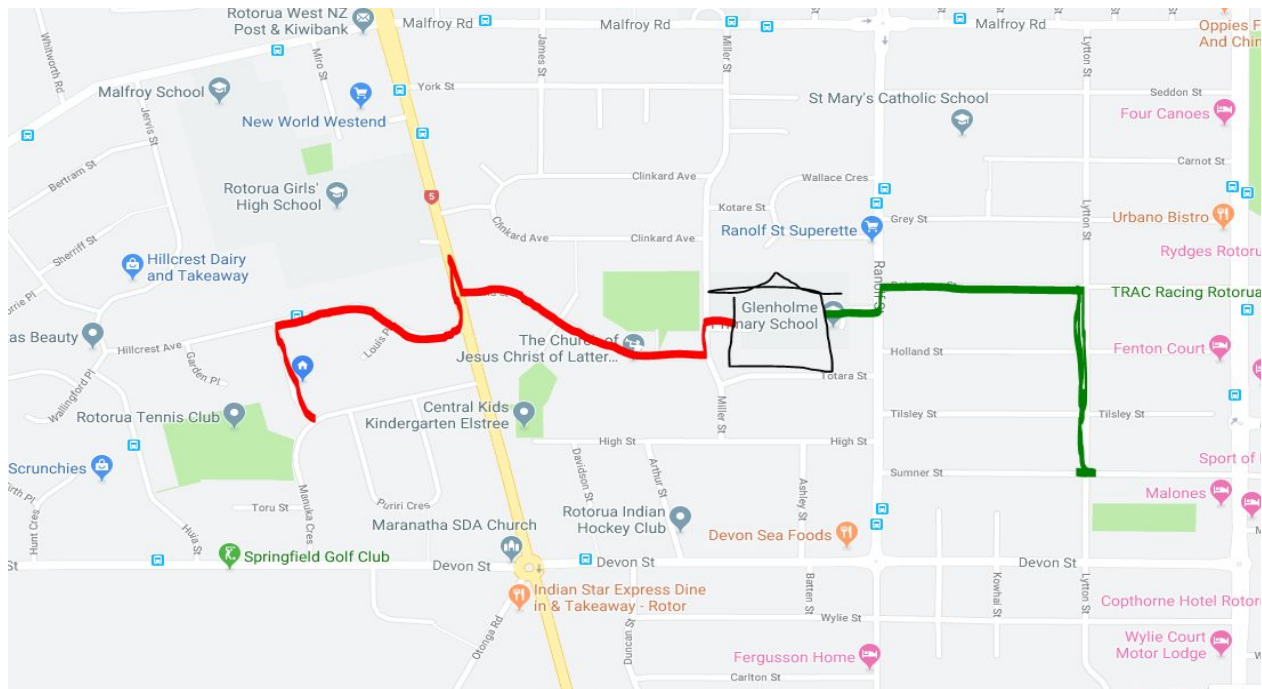 Rotorua West NZ
Post & Kiwibank
Malfroy Rd
Malfroy Rd
Malfroy Rd
Oppies F
And Chin
Whitworth Rd
Miro St
James St
Miller St
Lytton St
Malfroy School
York St
Seddon St
St Mary's Catholic School
Four Canoes
New World Westend
Jervis St
Bertram St
Carnot St
Rotorua Girls'
High School
5
Clinkard Ave
Wallace Cres
Kotare St
Grey St
Lytton St
Urbano Bistro
Ranolf St Superette
Clinkard Ave
Clinkard Ave
Sherriff St
Hillcrest Dairy
and Takeaway
Rydges Rotoru
Ranolf St
TRAC Racing Rotorua
Glenholme
Primary School
as Beauty
Hillcrest Ave
Louis P
The Church of
Jesus Christ of Latter...
Holland St
Fenton Court
Garden Pl
Wallingford Pl
Totara St
Rotorua Tennis Club
Central Kids
Kindergarten Elstree
Miller St
Tilsley St
Tilsley St
High St
High St
Scrunchies
Sumner St
Sport of
Malones
Davidson St
Arthur St
Ashley St
Manuka Cres
Puriri Cres
Toru St
Hunt Cres
Huia St
Rotorua Indian
Hockey Club
Maranatha SDA Church
Devon Sea Foods
Springfield Golf Club
St
Devon St
Devon St
Devon St
Indian Star Express Dine
in & Takeaway - Rotor
Otonga Rd
Duncan St
Batten St
Kowhai St
Lytton St
Copthorne Hotel Rotor
Wylie St
Wylie Court
Motor Lodge
Fergusson Home
Carlton St